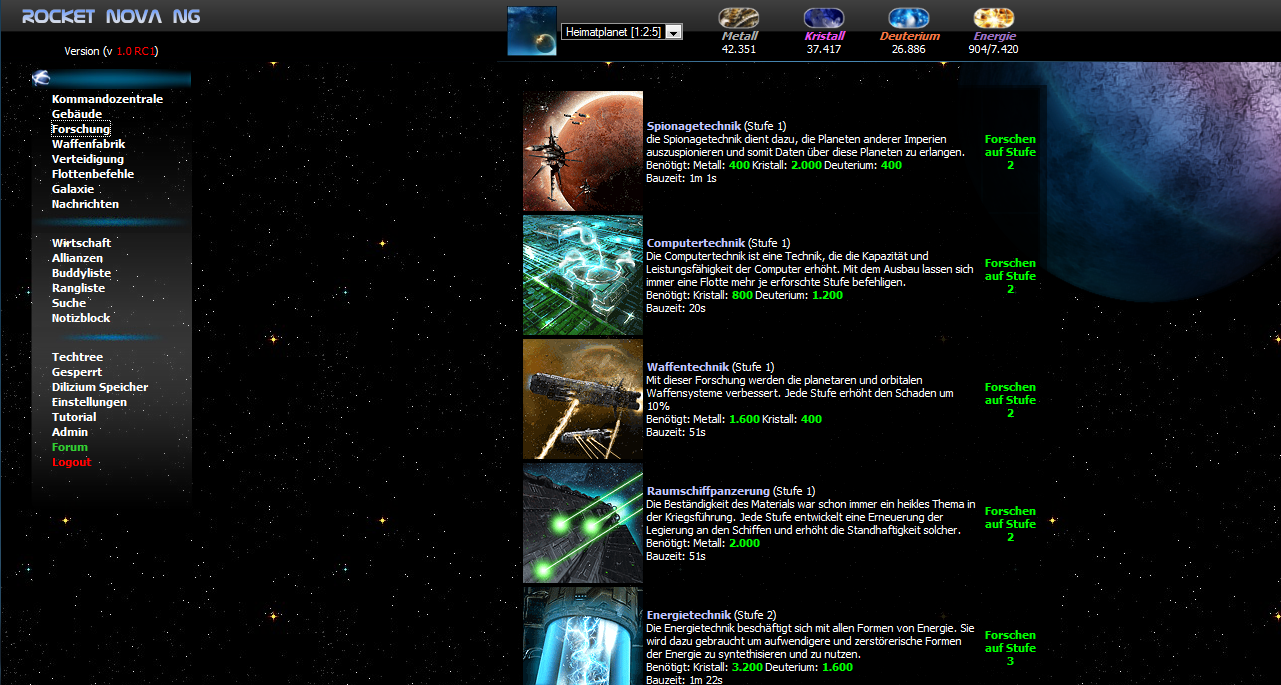 ROCKET NOVA NG
Version (v 1.0 RC1)
Heimatplanet [1:2:5]
Metall
42.351
Kristall
37.417
Deuterium
26.886
Energie
904/7.420
Kommandozentrale
Gebäude
Forschung
Waffenfabrik
Verteidigung
Flottenbefehle
Galaxie
Nachrichten
Wirtschaft
Allianzen
Buddyliste
Rangliste
Suche
Notizblock
Techtree
Gesperrt
Dilizium Speicher
Einstellungen
Tutorial
Admin
Forum
Logout
Spionagetechnik (Stufe 1)
die Spionagetechnik dient dazu, die Planeten anderer Imperien
auszuspionieren und somit Daten über diese Planeten zu erlangen.
Benötigt: Metall: 400 Kristall: 2.000 Deuterium: 400
Bauzeit: 1m 1s
Forschen
auf Stufe
2
Computertechnik (Stufe 1)
Die Computertechnik ist eine Technik, die die Kapazität und
Leistungsfähigkeit der Computer erhöht. Mit dem Ausbau lassen sich
immer eine Flotte mehr je erforschte Stufe befehligen.
Benötigt: Kristall: 800 Deuterium: 1.200
Bauzeit: 20s
Forschen
auf Stufe
2
Waffentechnik (Stufe 1)
Mit dieser Forschung werden die planetaren und orbitalen
Waffensysteme verbessert. Jede Stufe erhöht den Schaden um
10%
Benötigt: Metall: 1.600 Kristall: 400
Bauzeit: 51s
Forschen
auf Stufe
2
Raumschiffpanzerung (Stufe 1)
Die Beständigkeit des Materials war schon immer ein heikles Thema in
der Kriegsführung. Jede Stufe entwickelt eine Erneuerung der
Legierung an den Schiffen und erhöht die Standhaftigkeit solcher.
Benötigt: Metall: 2.000
Bauzeit: 51s
Forschen
auf Stufe
2
Energietechnik (Stufe 2)
Die Energietechnik beschäftigt sich mit allen Formen von Energie. Sie
wird dazu gebraucht um aufwendigere und zerstörerische Formen
der Energie zu syntethisieren und zu nutzen.
Benötigt: Kristall: 3.200 Deuterium: 1.600
Bauzeit: 1m 22s
Forschen
auf Stufe
3